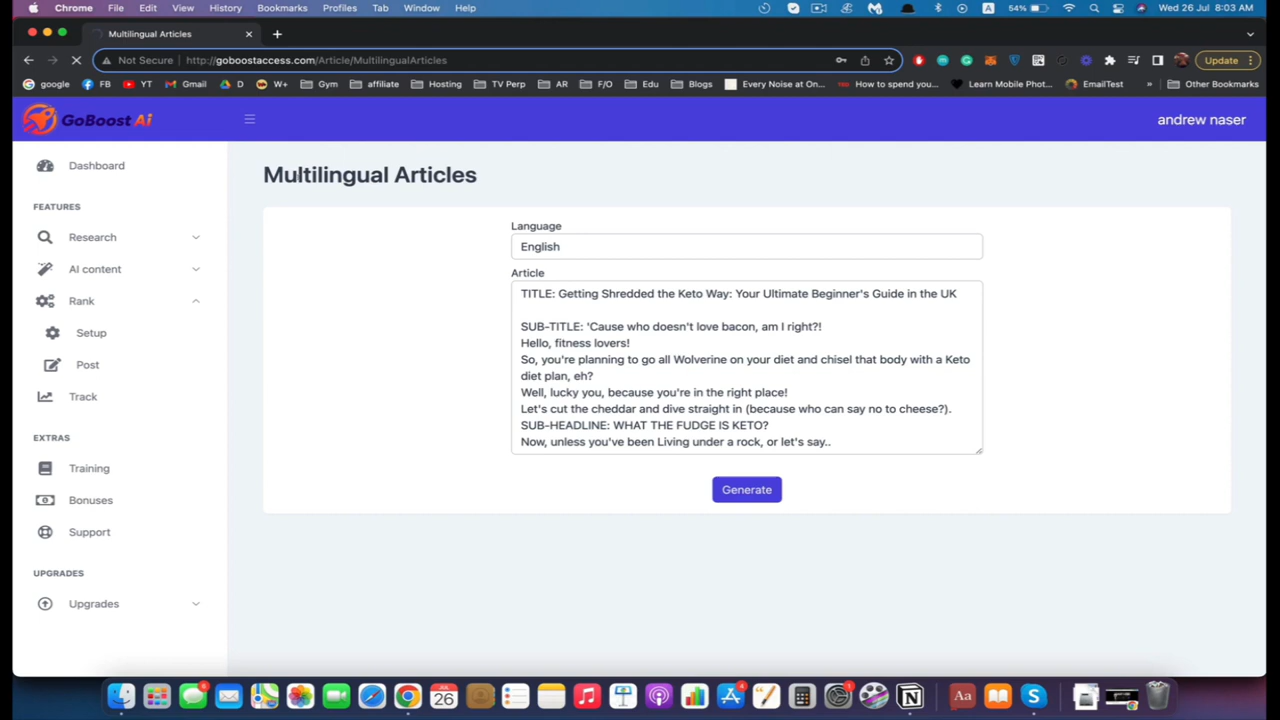 Chrome File Edit View History Bookmarks Profiles Tab Window Help
A 54% Wed 26 Jul 8:03 AM
Multilingual Articles
Not Secure http://goboostaccess.com/Article/MultilingualArticles
Update
google FB YT Gmail D W+ Gym affiliate Hosting TV Perp AR F/O Edu Blogs Every Noise at On... How to spend you... Learn Mobile Phot... EmailTest » Other Bookmarks
GoBoost Ai
andrew naser
Dashboard
FEATURES
Research
AI content
Rank
Setup
Post
Track
EXTRAS
Training
Bonuses
Support
UPGRADES
Upgrades
Multilingual Articles
Language
English
Article
TITLE: Getting Shredded the Keto Way: Your Ultimate Beginner's Guide in the UK
SUB-TITLE: 'Cause who doesn't love bacon, am I right?!
Hello, fitness lovers!
So, you're planning to go all Wolverine on your diet and chisel that body with a Keto
diet plan, eh?
Well, lucky you, because you're in the right place!
Let's cut the cheddar and dive straight in (because who can say no to cheese?).
SUB-HEADLINE: WHAT THE FUDGE IS KETO?
Now, unless you've been Living under a rock, or let's say..
Generate
JUL
26
Aa